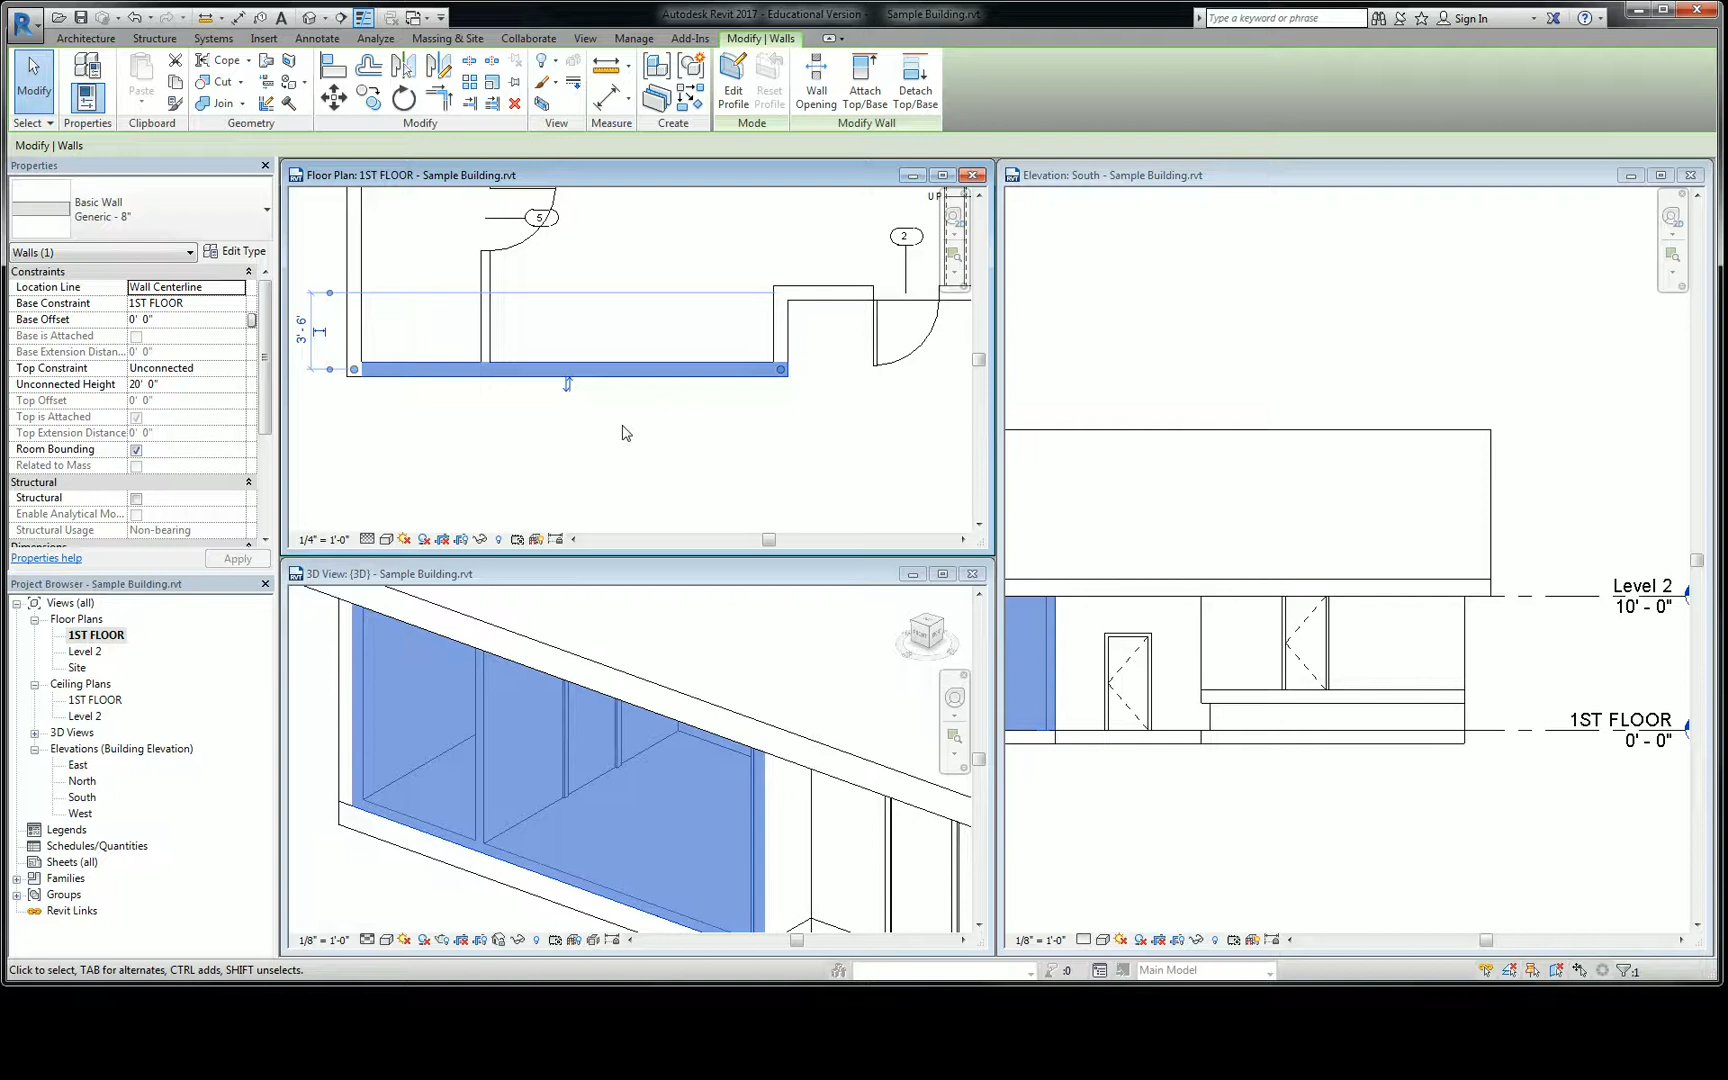 Autodesk Revit 2017 - Educational Version - Sample Building.rvt
Type a keyword or phrase
Sign In
Architecture Structure Systems Insert Annotate Analyze Massing & Site Collaborate View Manage Add-Ins Modify | Walls
Modify
Select
Properties
Paste
Clipboard
Cope
Cut
Join
Geometry
Modify
View
Measure
Create
Edit Profile
Reset Profile
Mode
Wall Opening
Attach Top/Base
Detach Top/Base
Modify Wall
Modify | Walls
Properties
Basic Wall
Generic - 8"
Walls (1)
Edit Type
Constraints
Location Line Wall Centerline
Base Constraint 1ST FLOOR
Base Offset 0' 0"
Base is Attached
Base Extension Distan... 0' 0"
Top Constraint Unconnected
Unconnected Height 20' 0"
Top Offset 0' 0"
Top is Attached
Top Extension Distance 0' 0"
Room Bounding
Related to Mass
Structural
Structural
Enable Analytical Mo...
Structural Usage Non-bearing
Dimensions
Properties help
Apply
Project Browser - Sample Building.rvt
Views (all)
Floor Plans
1ST FLOOR
Level 2
Site
Ceiling Plans
1ST FLOOR
Level 2
3D Views
Elevations (Building Elevation)
East
North
South
West
Legends
Schedules/Quantities
Sheets (all)
Families
Groups
Revit Links
Floor Plan: 1ST FLOOR - Sample Building.rvt
UP
5
2
3' - 6"
1/4" = 1'-0"
3D View: {3D} - Sample Building.rvt
1/8" = 1'-0"
Elevation: South - Sample Building.rvt
Level 2
10' - 0"
1ST FLOOR
0' - 0"
1/8" = 1'-0"
Click to select, TAB for alternates, CTRL adds, SHIFT unselects.
:0
Main Model
:1